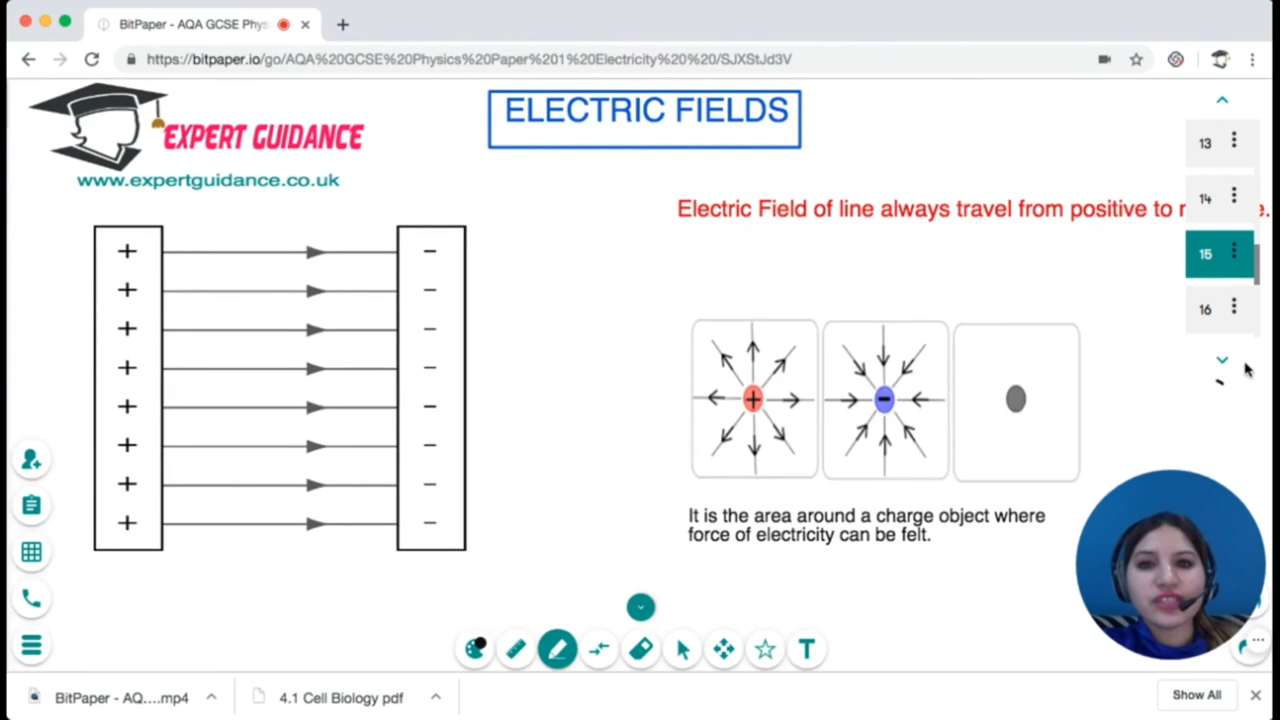 BitPaper - AQA GCSE Phys
https://bitpaper.io/go/AQA%20GCSE%20Physics%20Paper%201%20Electricity%20%20/SJXStJd3V
ELECTRIC FIELDS
EXPERT GUIDANCE
www.expertguidance.co.uk
13
14
15
16
Electric Field of line always travel from positive to
+ −
+ −
+ −
+ −
+ −
+ −
+ −
+ −
+ −
It is the area around a charge object where
force of electricity can be felt.
T
BitPaper - AQ....mp4
4.1 Cell Biology pdf
Show All